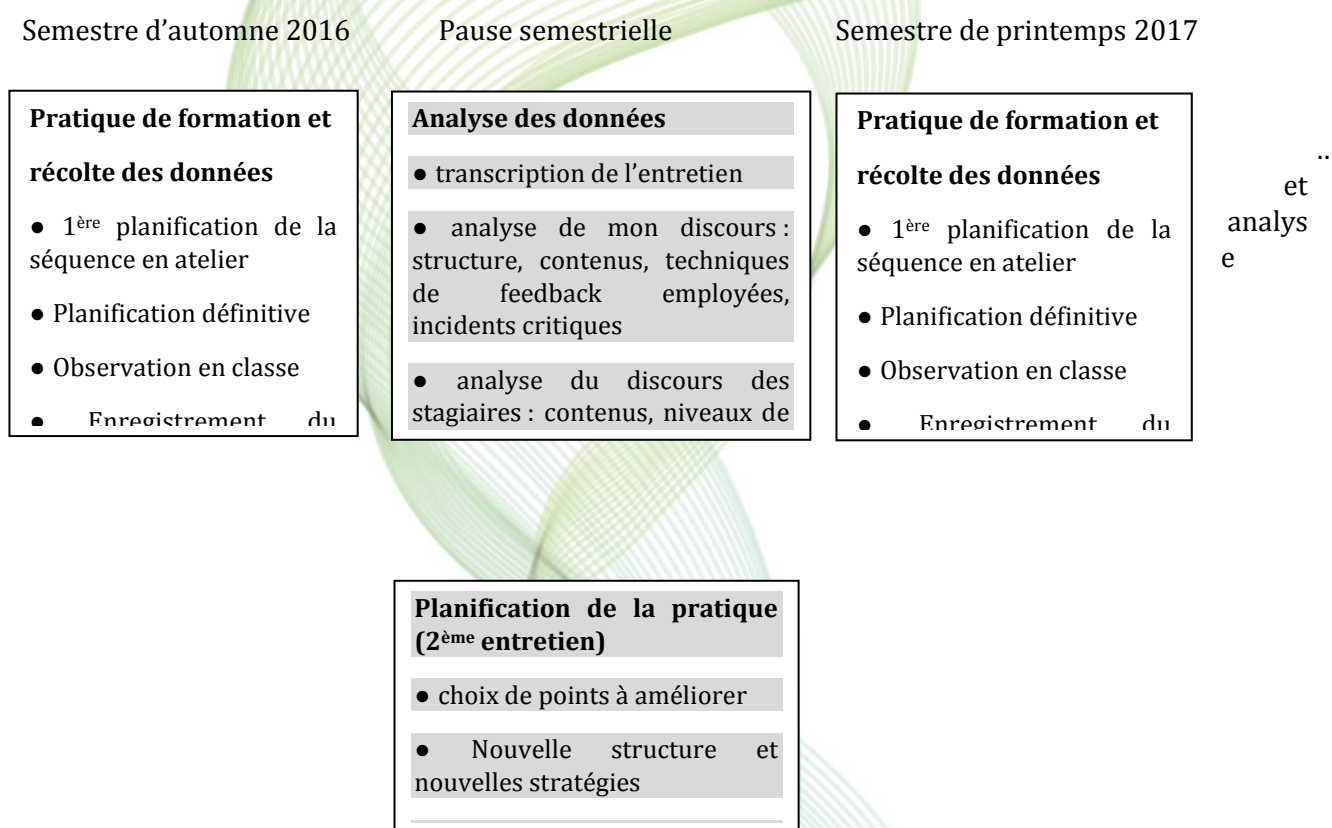 Semestre d’automne 2016
Pause semestrielle
Semestre de printemps 2017
Pratique de formation et
récolte des données
● 1ère planification de la
séquence en atelier
● Planification définitive
● Observation en classe
● Enregistrement du
Analyse des données
● transcription de l’entretien
● analyse de mon discours :
structure, contenus, techniques
de feedback employées,
incidents critiques
● analyse du discours des
stagiaires : contenus, niveaux de
Pratique de formation et
récolte des données
● 1ère planification de la
séquence en atelier
● Planification définitive
● Observation en classe
● Enregistrement du
..
et
analys
e
Planification de la pratique
(2ème entretien)
● choix de points à améliorer
● Nouvelle structure et
nouvelles stratégies